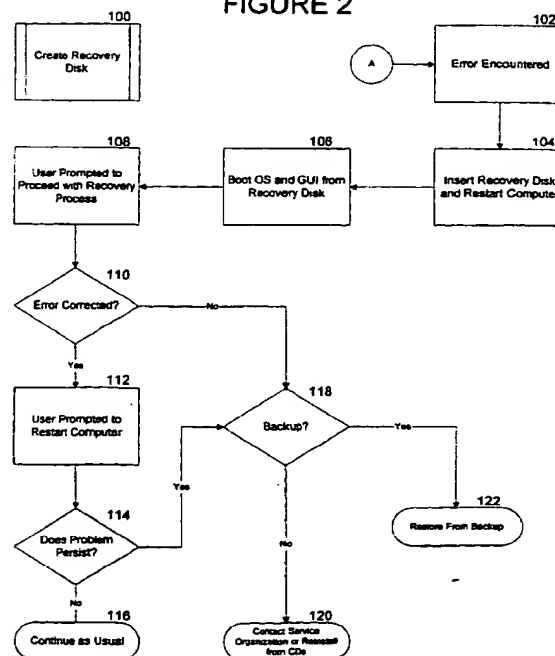 FIGURE 2
100
Create Recovery
Disk
A
102
Error Encountered
104
Insert Recovery Disk
and Restart Computer
106
Boot OS and GUI from
Recovery Disk
108
User Prompted to
Proceed with Recovery
Process
110
Error Corrected?
No
Yes
112
User Prompted to
Restart Computer
114
Does Problem
Persist?
Yes
No
116
Continue as Usual
118
Backup?
Yes
No
120
Contact Service
Organization or Reinstall
from CDs
122
Restore From Backup